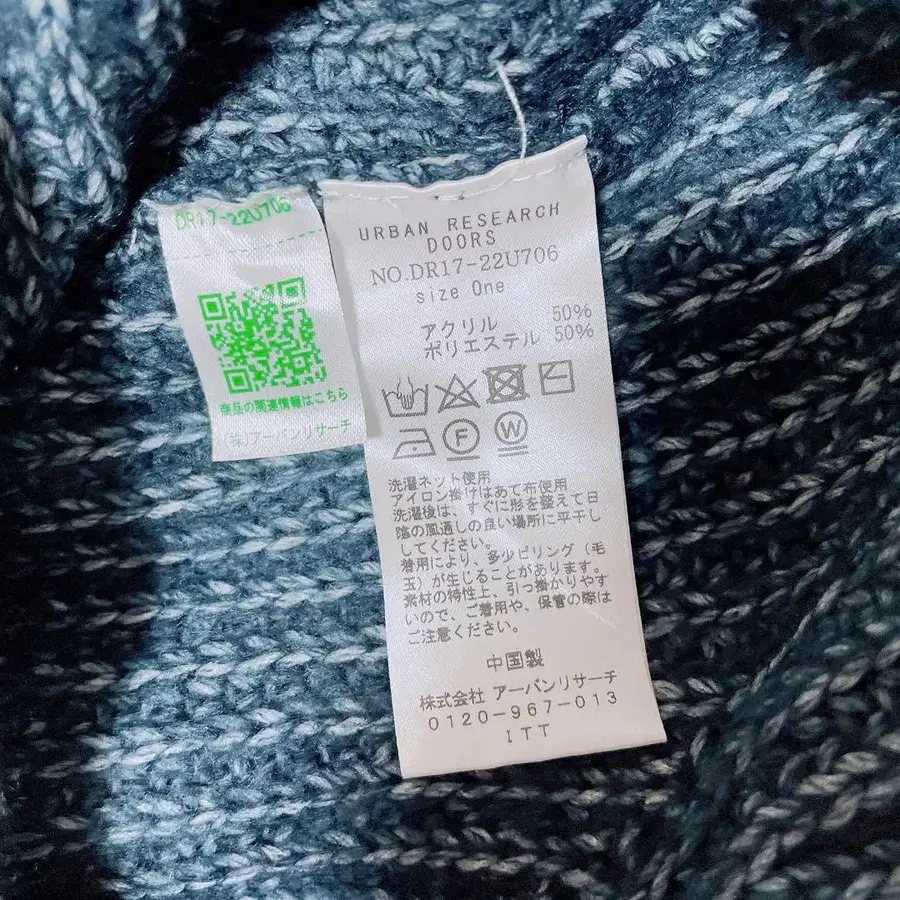 DR17-22U706
商品の関連情報はこちら
(株)アーバンリサーチ
URBAN RESEARCH
DOORS
NO.DR17-22U706
size One
アクリル 50%
ポリエステル 50%
F
W
洗濯ネット使用
アイロン掛けはあて布使用
洗濯後は、すぐに形を整えて日
陰の風通しの良い場所に平干し
してください。
着用により、多少ピリング(毛
玉)が生じることがあります。
素材の特性上、引っ掛かりやす
いので、ご着用や、保管の際は
ご注意ください。
中国製
株式会社 アーバンリサーチ
0120-967-013
ITT